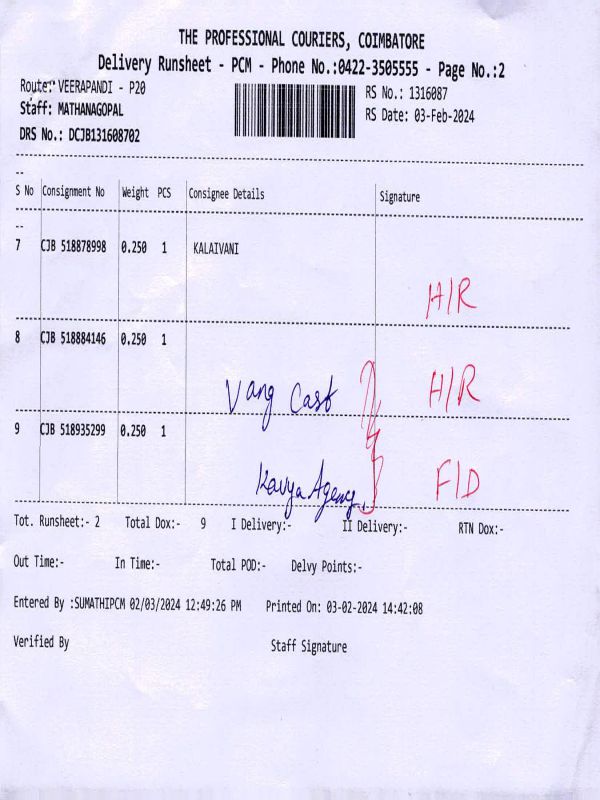 THE PROFESSIONAL COURIERS, COIMBATORE
Delivery Runsheet - PCM - Phone No.:0422-3505555 - Page No.:2
Route: VEERAPANDI - P20
RS No.: 1316087
Staff: MATHANAGOPAL
RS Date: 03-Feb-2024
DRS No.: DCJB131608702
S No Consignment No Weight PCS Consignee Details Signature
7 CJB 518878998 0.250 1 KALAIVANI
H/R
8 CJB 518884146 0.250 1
Vang Cast H/R
9 CJB 518935299 0.250 1
Kavya Agency F/D
Tot. Runsheet:- 2 Total Dox:- 9 I Delivery:- II Delivery:- RTN Dox:-
Out Time:- In Time:- Total POD:- Delvy Points:-
Entered By :SUMATHIPCM 02/03/2024 12:49:26 PM Printed On: 03-02-2024 14:42:08
Verified By Staff Signature